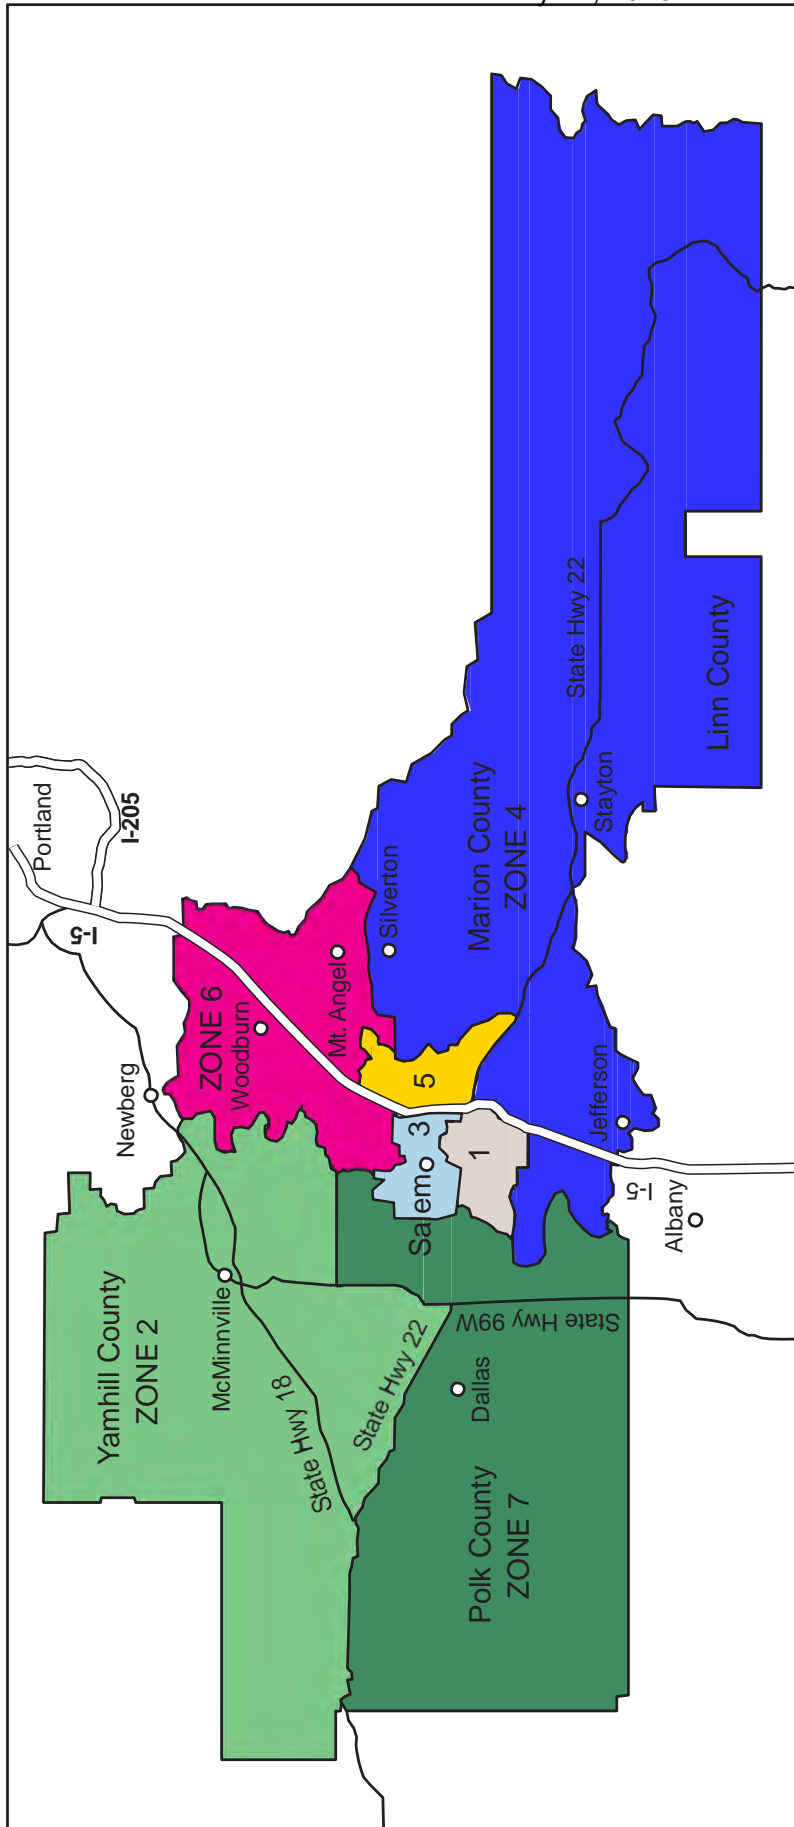 Portland
I-205
I-5
Newberg
ZONE 6
Woodburn
Mt. Angel
Silverton
Marion County
ZONE 4
State Hwy 22
Stayton
Linn County
5
3
1
Salem
Jefferson
I-5
Albany
Yamhill County
ZONE 2
McMinnville
State Hwy 18
State Hwy 22
State Hwy 99W
Dallas
Polk County
ZONE 7